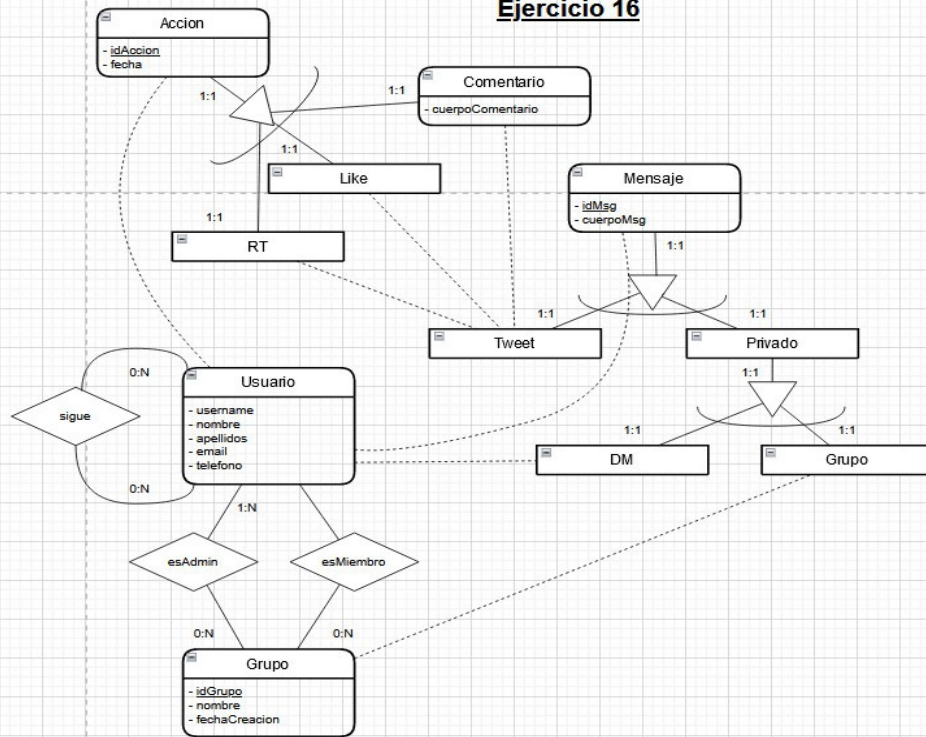 Ejercicio 16
Accion
- idAccion
- fecha
1:1
1:1
Comentario
- cuerpoComentario
1:1
Like
Mensaje
- idMsg
- cuerpoMsg
1:1
RT
1:1
1:1
1:1
Tweet
Privado
1:1
0:N
Usuario
- username
- nombre
- apellidos
- email
- telefono
sigue
1:1
1:1
DM
Grupo
0:N
1:N
esAdmin
esMiembro
0:N
0:N
Grupo
- idGrupo
- nombre
- fechaCreacion